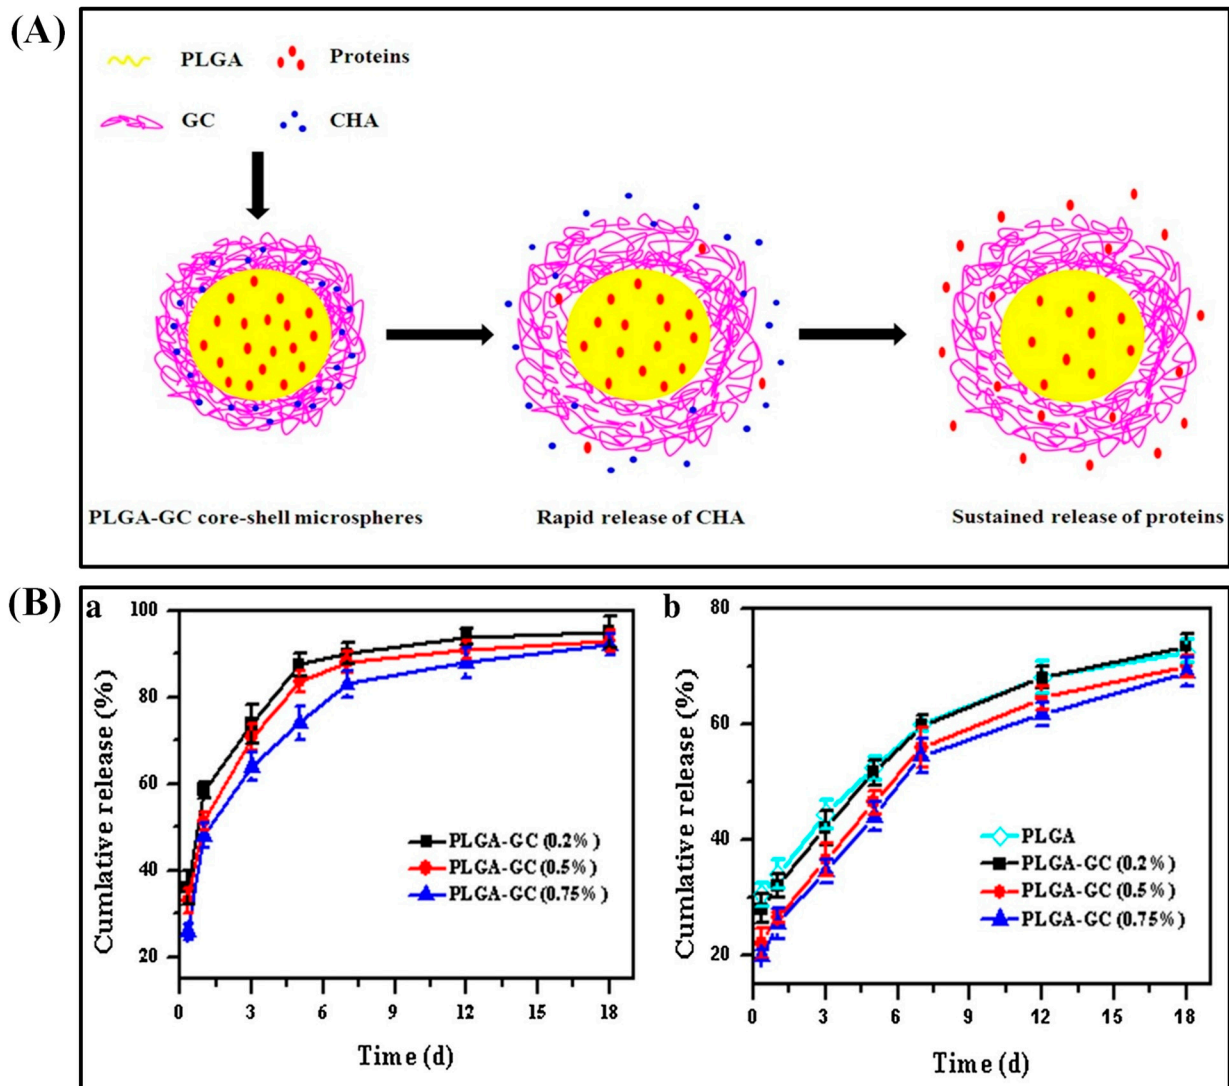 (A)
PLGA
Proteins
GC
CHA
PLGA-GC core-shell microspheres
Rapid release of CHA
Sustained release of proteins
(B)
a
100
80
60
40
20
Cumlative release (%)
PLGA-GC (0.2%)
PLGA-GC (0.5%)
PLGA-GC (0.75%)
0 3 6 9 12 15 18
Time (d)
b
80
60
40
20
Cumlative release (%)
PLGA
PLGA-GC (0.2%)
PLGA-GC (0.5%)
PLGA-GC (0.75%)
0 3 6 9 12 15 18
Time (d)